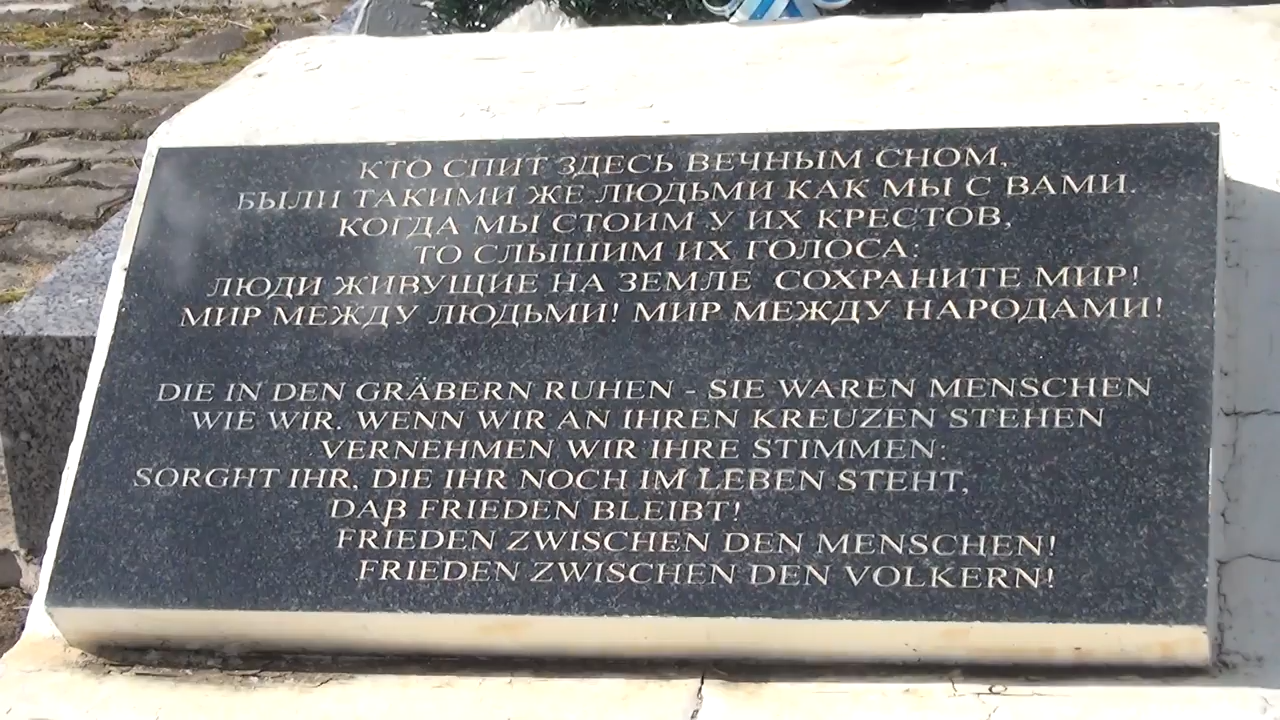 КТО СПИТ ЗДЕСЬ ВЕЧНЫМ СНОМ,
БЫЛИ ТАКИМИ ЖЕ ЛЮДЬМИ КАК МЫ С ВАМИ.
КОГДА МЫ СТОИМ У ИХ КРЕСТОВ,
ТО СЛЫШИМ ИХ ГОЛОСА:
ЛЮДИ ЖИВУЩИЕ НА ЗЕМЛЕ СОХРАНИТЕ МИР!
МИР МЕЖДУ ЛЮДЬМИ! МИР МЕЖДУ НАРОДАМИ!
DIE IN DEN GRÄBERN RUHEN - SIE WAREN MENSCHEN
WIE WIR. WENN WIR AN IHREN KREUZEN STEHEN
VERNEHMEN WIR IHRE STIMMEN:
SORGHT IHR, DIE IHR NOCH IM LEBEN STEHT,
DAß FRIEDEN BLEIBT!
FRIEDEN ZWISCHEN DEN MENSCHEN!
FRIEDEN ZWISCHEN DEN VOLKERN!